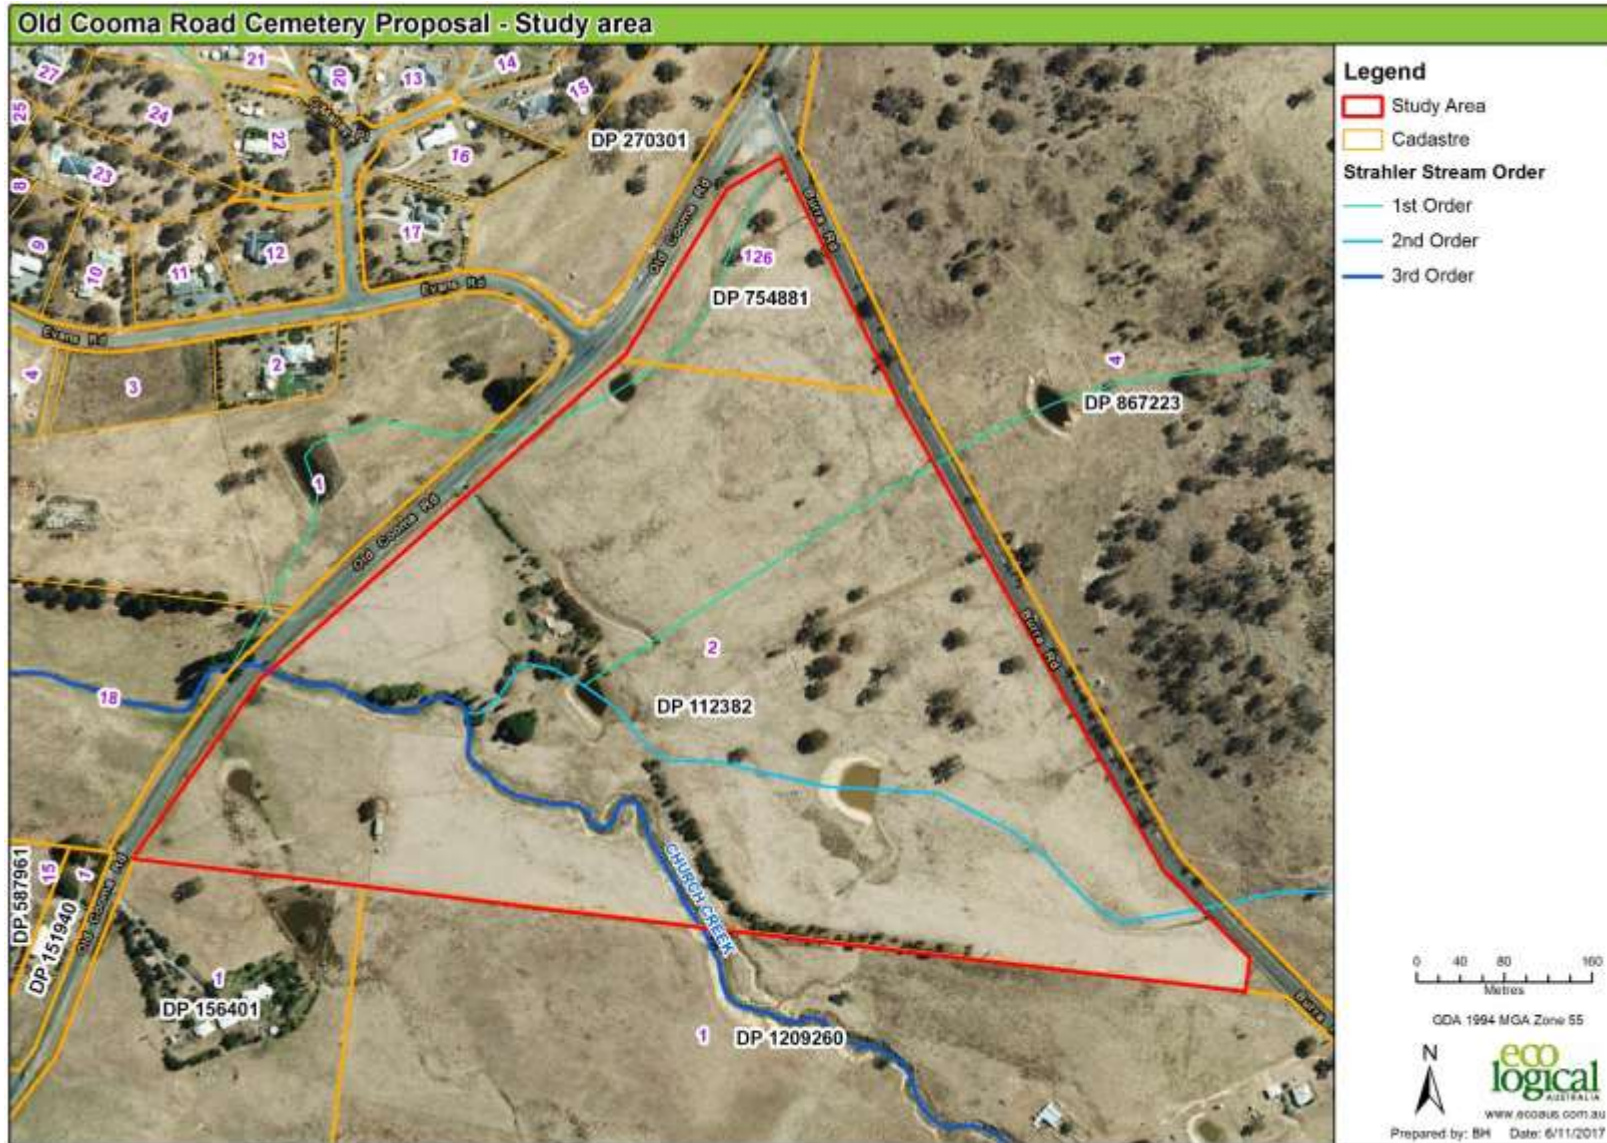 Old Cooma Road Cemetery Proposal - Study area
Legend
Study Area
Cadastre
Strahler Stream Order
1st Order
2nd Order
3rd Order
27
21
20
13
14
15
25
24
22
16
DP 270301
23
8
17
9
10
11
12
Old Cooma Rd
Burra Rd
126
DP 754881
Evans Rd
Evans Rd
4
3
2
4
DP 867223
1
Old Cooma Rd
Burra Rd
2
18
DP 112382
CHURCH CREEK
DP 587961
15
1
DP 151940
Old Cooma Rd
1
DP 156401
1
DP 1209260
Burra
0 40 80 160
Metres
GDA 1994 MGA Zone 55
N
eco
logical
AUSTRALIA
www.ecoaus.com.au
Prepared by: BH Date: 6/11/2017